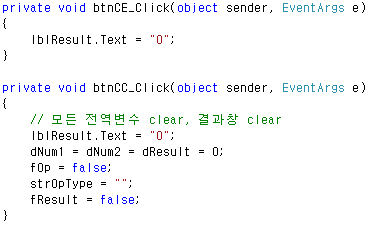 private void btnCE_Click(object sender, EventArgs e)
{
    lblResult.Text = "0";
}

private void btnCC_Click(object sender, EventArgs e)
{
    // 모든 전역변수 clear, 결과창 clear
    lblResult.Text = "0";
    dNum1 = dNum2 = dResult = 0;
    fOp = false;
    strOpType = "";
    fResult = false;
}